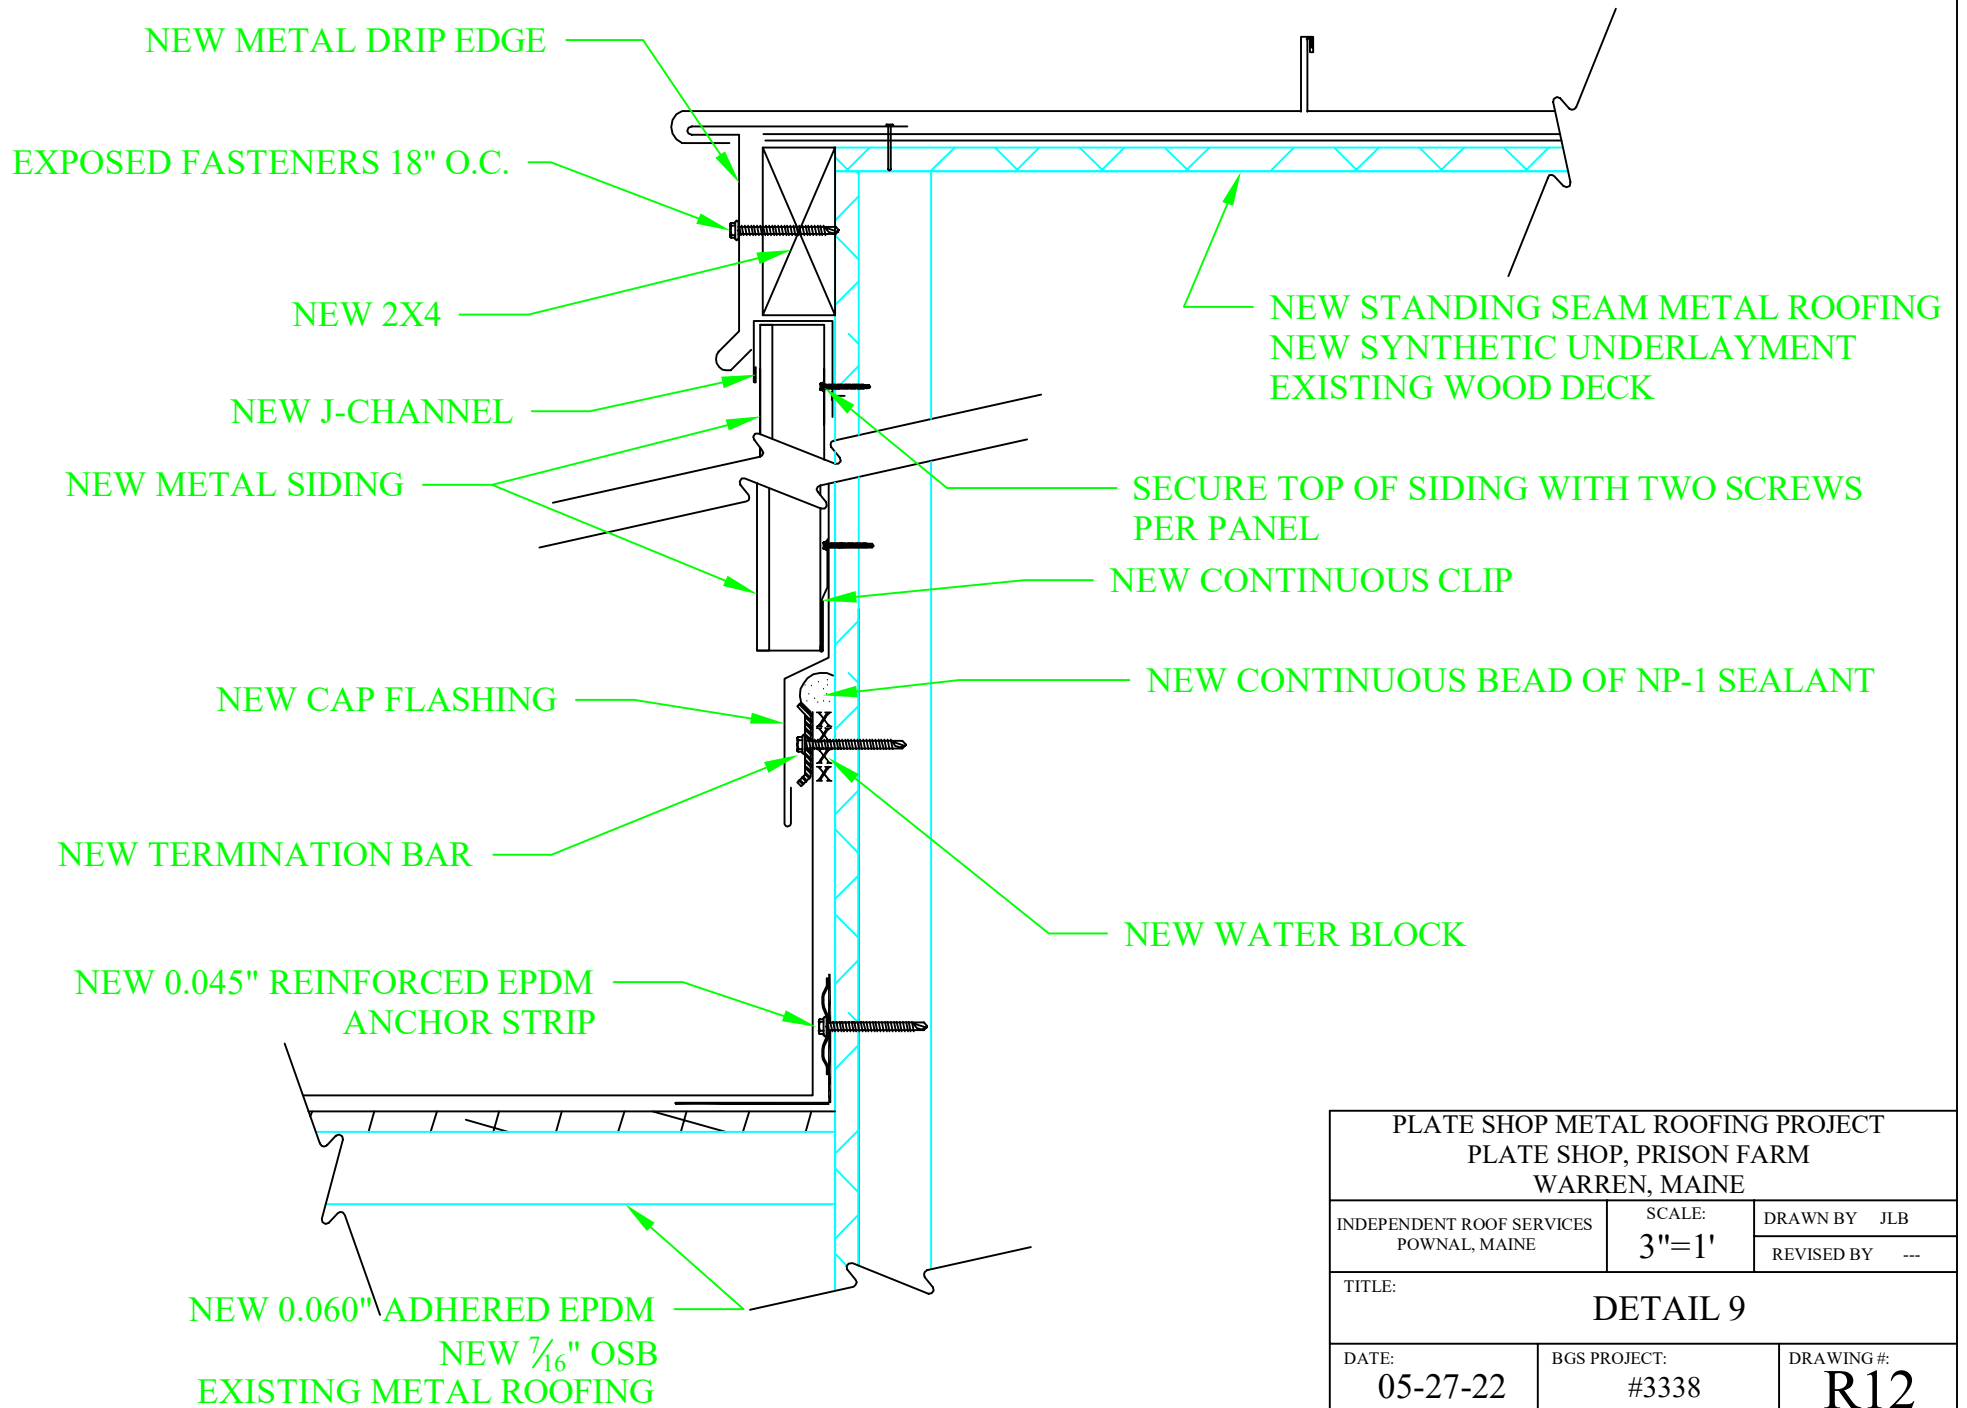 NEW METAL DRIP EDGE
EXPOSED FASTENERS 18" O.C.
NEW 2X4
NEW J-CHANNEL
NEW METAL SIDING
NEW CAP FLASHING
NEW TERMINATION BAR
NEW 0.045" REINFORCED EPDM
ANCHOR STRIP
NEW 0.060" ADHERED EPDM
NEW 7/16" OSB
EXISTING METAL ROOFING
NEW STANDING SEAM METAL ROOFING
NEW SYNTHETIC UNDERLAYMENT
EXISTING WOOD DECK
SECURE TOP OF SIDING WITH TWO SCREWS
PER PANEL
NEW CONTINUOUS CLIP
NEW CONTINUOUS BEAD OF NP-1 SEALANT
X
X
X
X
NEW WATER BLOCK
PLATE SHOP METAL ROOFING PROJECT
PLATE SHOP, PRISON FARM
WARREN, MAINE
INDEPENDENT ROOF SERVICES
POWNAL, MAINE
SCALE:
3"=1'
DRAWN BY JLB
REVISED BY ---
TITLE:
DETAIL 9
DATE:
05-27-22
BGS PROJECT:
#3338
DRAWING #:
R12